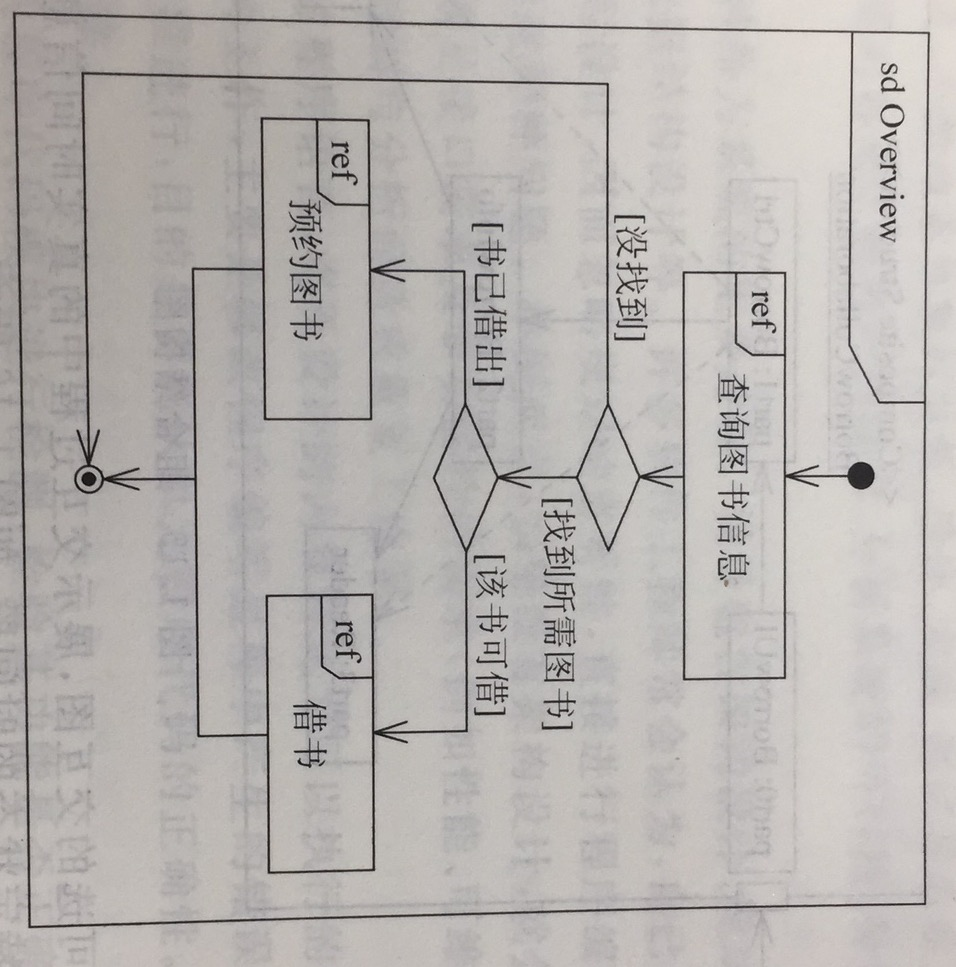 sd Overview
ref
查询图书信息
[没找到]
[找到所需图书]
[书已借出]
[该书可借]
ref
预约图书
ref
借书